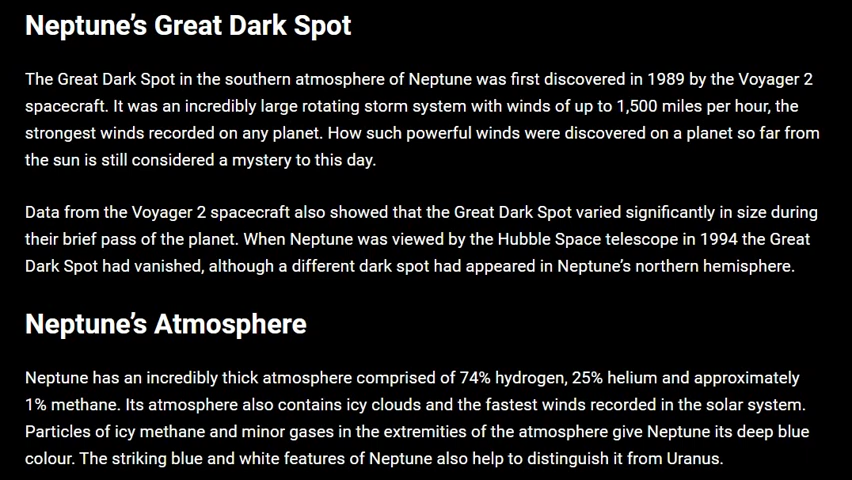 Neptune’s Great Dark Spot
The Great Dark Spot in the southern atmosphere of Neptune was first discovered in 1989 by the Voyager 2
spacecraft. It was an incredibly large rotating storm system with winds of up to 1,500 miles per hour, the
strongest winds recorded on any planet. How such powerful winds were discovered on a planet so far from
the sun is still considered a mystery to this day.
Data from the Voyager 2 spacecraft also showed that the Great Dark Spot varied significantly in size during
their brief pass of the planet. When Neptune was viewed by the Hubble Space telescope in 1994 the Great
Dark Spot had vanished, although a different dark spot had appeared in Neptune’s northern hemisphere.
Neptune’s Atmosphere
Neptune has an incredibly thick atmosphere comprised of 74% hydrogen, 25% helium and approximately
1% methane. Its atmosphere also contains icy clouds and the fastest winds recorded in the solar system.
Particles of icy methane and minor gases in the extremities of the atmosphere give Neptune its deep blue
colour. The striking blue and white features of Neptune also help to distinguish it from Uranus.